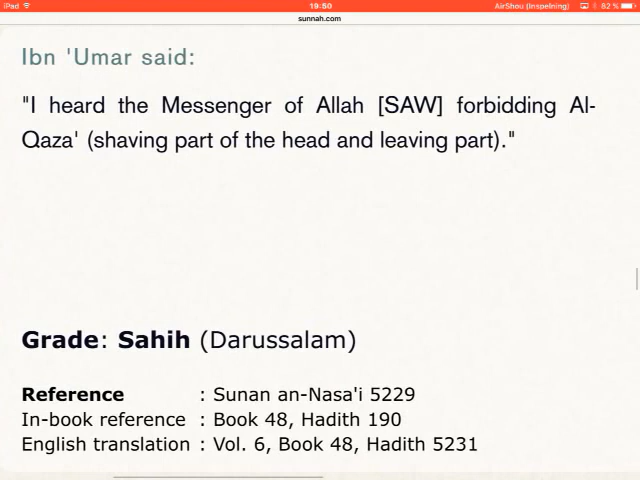 iPad 19:50 AirShou (Inspelning) 82 %
sunnah.com
Ibn 'Umar said:
"I heard the Messenger of Allah [SAW] forbidding Al-
Qaza' (shaving part of the head and leaving part)."
Grade: Sahih (Darussalam)
Reference : Sunan an-Nasa'i 5229
In-book reference : Book 48, Hadith 190
English translation : Vol. 6, Book 48, Hadith 5231